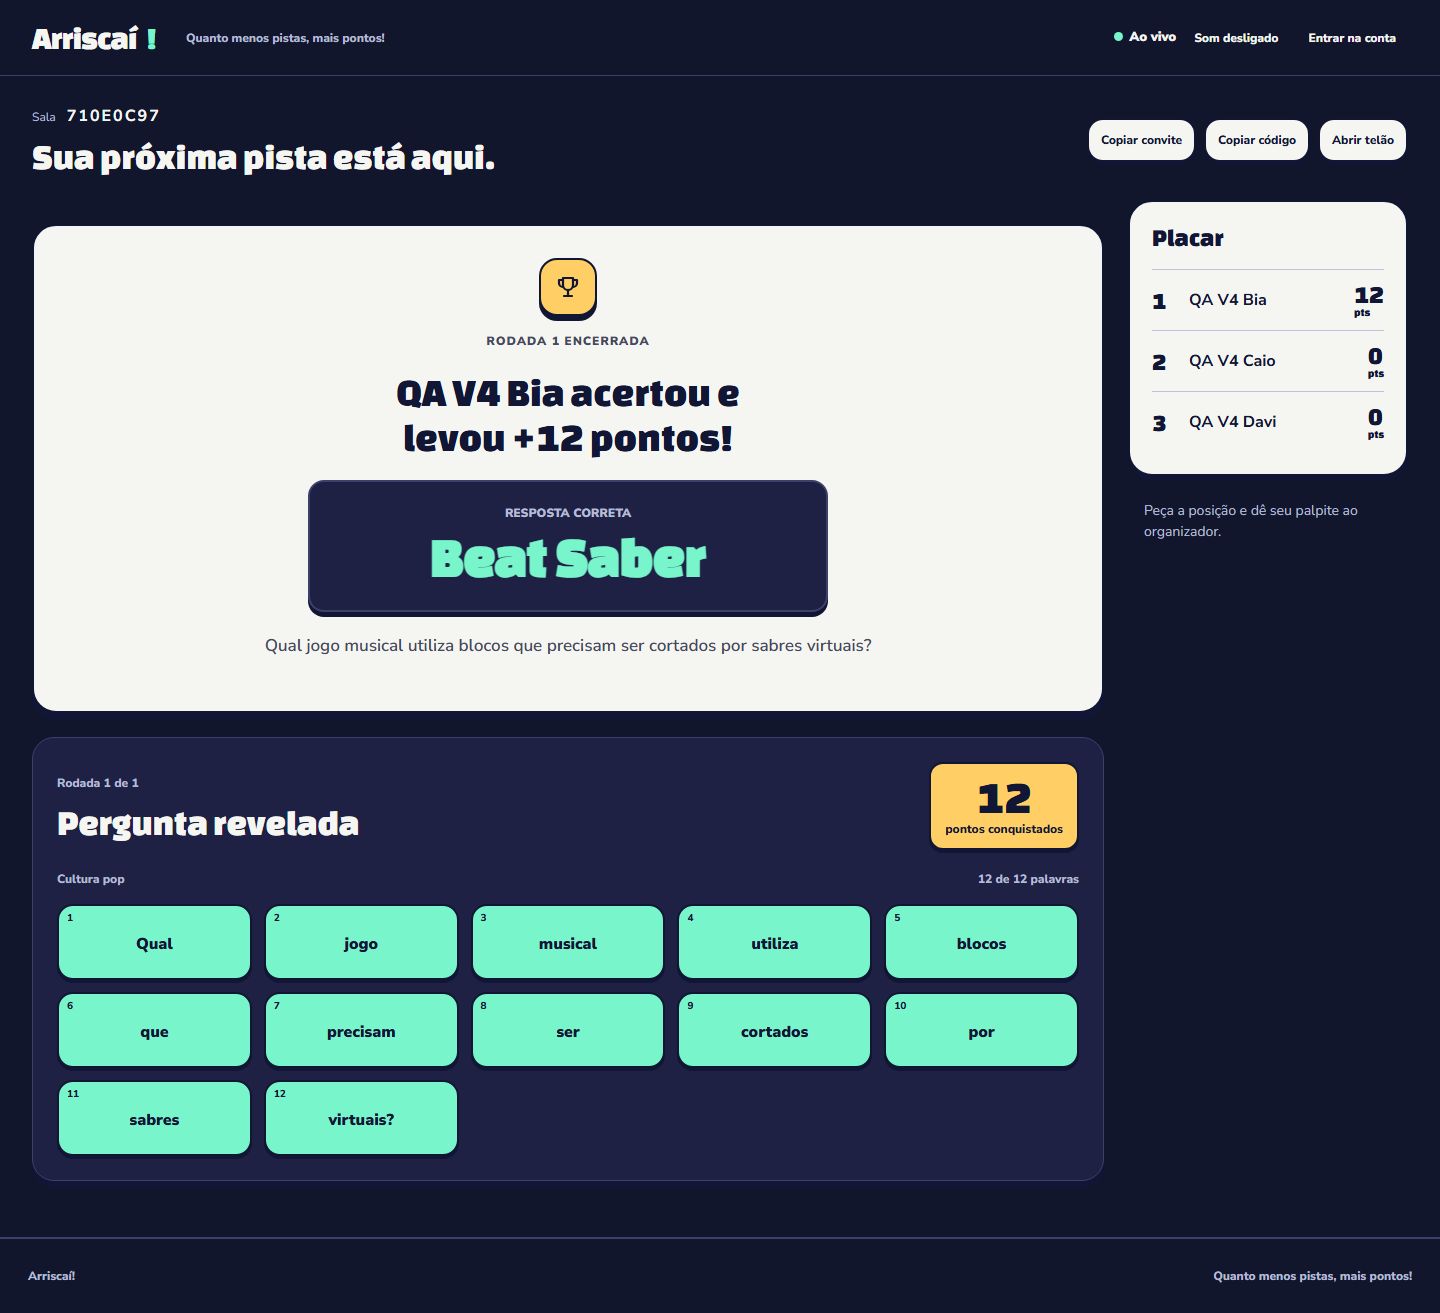 Arriscaí !
Quanto menos pistas, mais pontos!
Ao vivo
Som desligado
Entrar na conta
Sala 710E0C97
Sua próxima pista está aqui.
Copiar convite
Copiar código
Abrir telão
RODADA 1 ENCERRADA
QA V4 Bia acertou e
levou +12 pontos!
RESPOSTA CORRETA
Beat Saber
Qual jogo musical utiliza blocos que precisam ser cortados por sabres virtuais?
Placar
1 QA V4 Bia 12 pts
2 QA V4 Caio 0 pts
3 QA V4 Davi 0 pts
Peça a posição e dê seu palpite ao
organizador.
Rodada 1 de 1
Pergunta revelada
12
pontos conquistados
Cultura pop
12 de 12 palavras
1 Qual
2 jogo
3 musical
4 utiliza
5 blocos
6 que
7 precisam
8 ser
9 cortados
10 por
11 sabres
12 virtuais?
Arriscaí!
Quanto menos pistas, mais pontos!